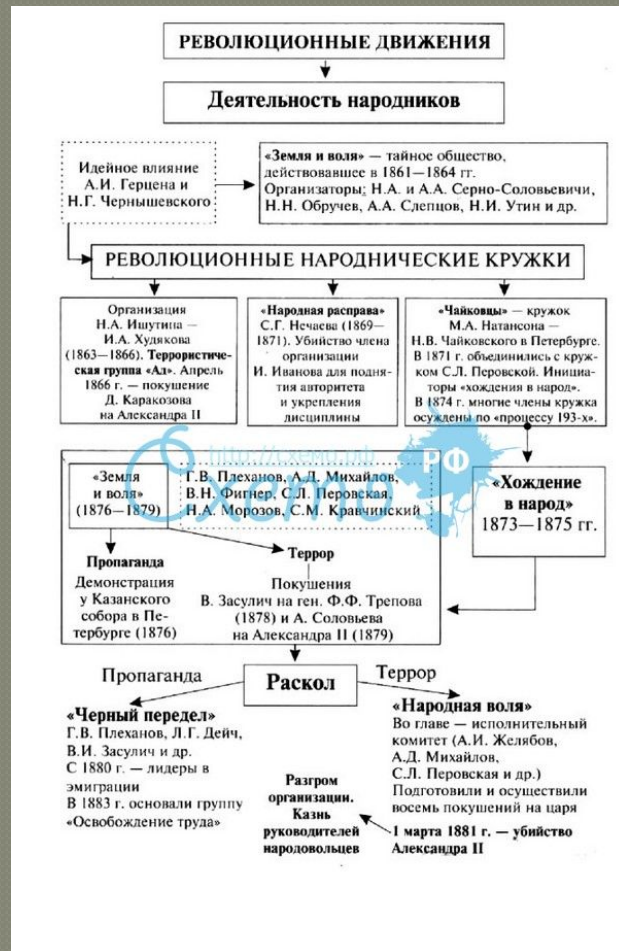 РЕВОЛЮЦИОННЫЕ ДВИЖЕНИЯ
Деятельность народников
Идейное влияние
А.И. Герцена и
Н.Г. Чернышевского
«Земля и воля» — тайное общество,
действовавшее в 1861—1864 гг.
Организаторы: Н.А. и А.А. Серно-Соловьевичи,
Н.Н. Обручев, А.А. Слепцов, Н.И. Утин и др.
РЕВОЛЮЦИОННЫЕ НАРОДНИЧЕСКИЕ КРУЖКИ
Организация
Н.А. Ишутина —
И.А. Худякова
(1863—1866). Террористиче-
ская группа «Ад». Апрель
1866 г. — покушение
Д. Каракозова
на Александра II
«Народная расправа»
С.Г. Нечаева (1869—
1871). Убийство члена
организации
И. Иванова для подня-
тия авторитета
и укрепления
дисциплины
«Чайковцы» — кружок
М.А. Натансона —
Н.В. Чайковского в Петербурге.
В 1871 г. объединились с круж-
ком С.Л. Перовской. Инициа-
торы «хождения в народ».
В 1874 г. многие члены кружка
осуждены по «процессу 193-х».
http://схемо.рф
Схемо
РФ
«Земля
и воля»
(1876—1879)
Г.В. Плеханов, А.Д. Михайлов,
В.Н. Фигнер, С.Л. Перовская,
Н.А. Морозов, С.М. Кравчинский
«Хождение
в народ»
1873—1875 гг.
Пропаганда
Демонстрация
у Казанского
собора в Пе-
тербурге (1876)
Террор
Покушения
В. Засулич на ген. Ф.Ф. Трепова
(1878) и А. Соловьева
на Александра II (1879)
Пропаганда
Раскол
Террор
«Черный передел»
Г.В. Плеханов, Л.Г. Дейч,
В.И. Засулич и др.
С 1880 г. — лидеры в
эмиграции
В 1883 г. основали группу
«Освобождение труда»
«Народная воля»
Во главе — исполнительный
комитет (А.И. Желябов,
А.Д. Михайлов,
С.Л. Перовская и др.)
Подготовили и осуществили
восемь покушений на царя
1 марта 1881 г. — убийство
Александра II
Разгром
организации.
Казнь
руководителей
народовольцев